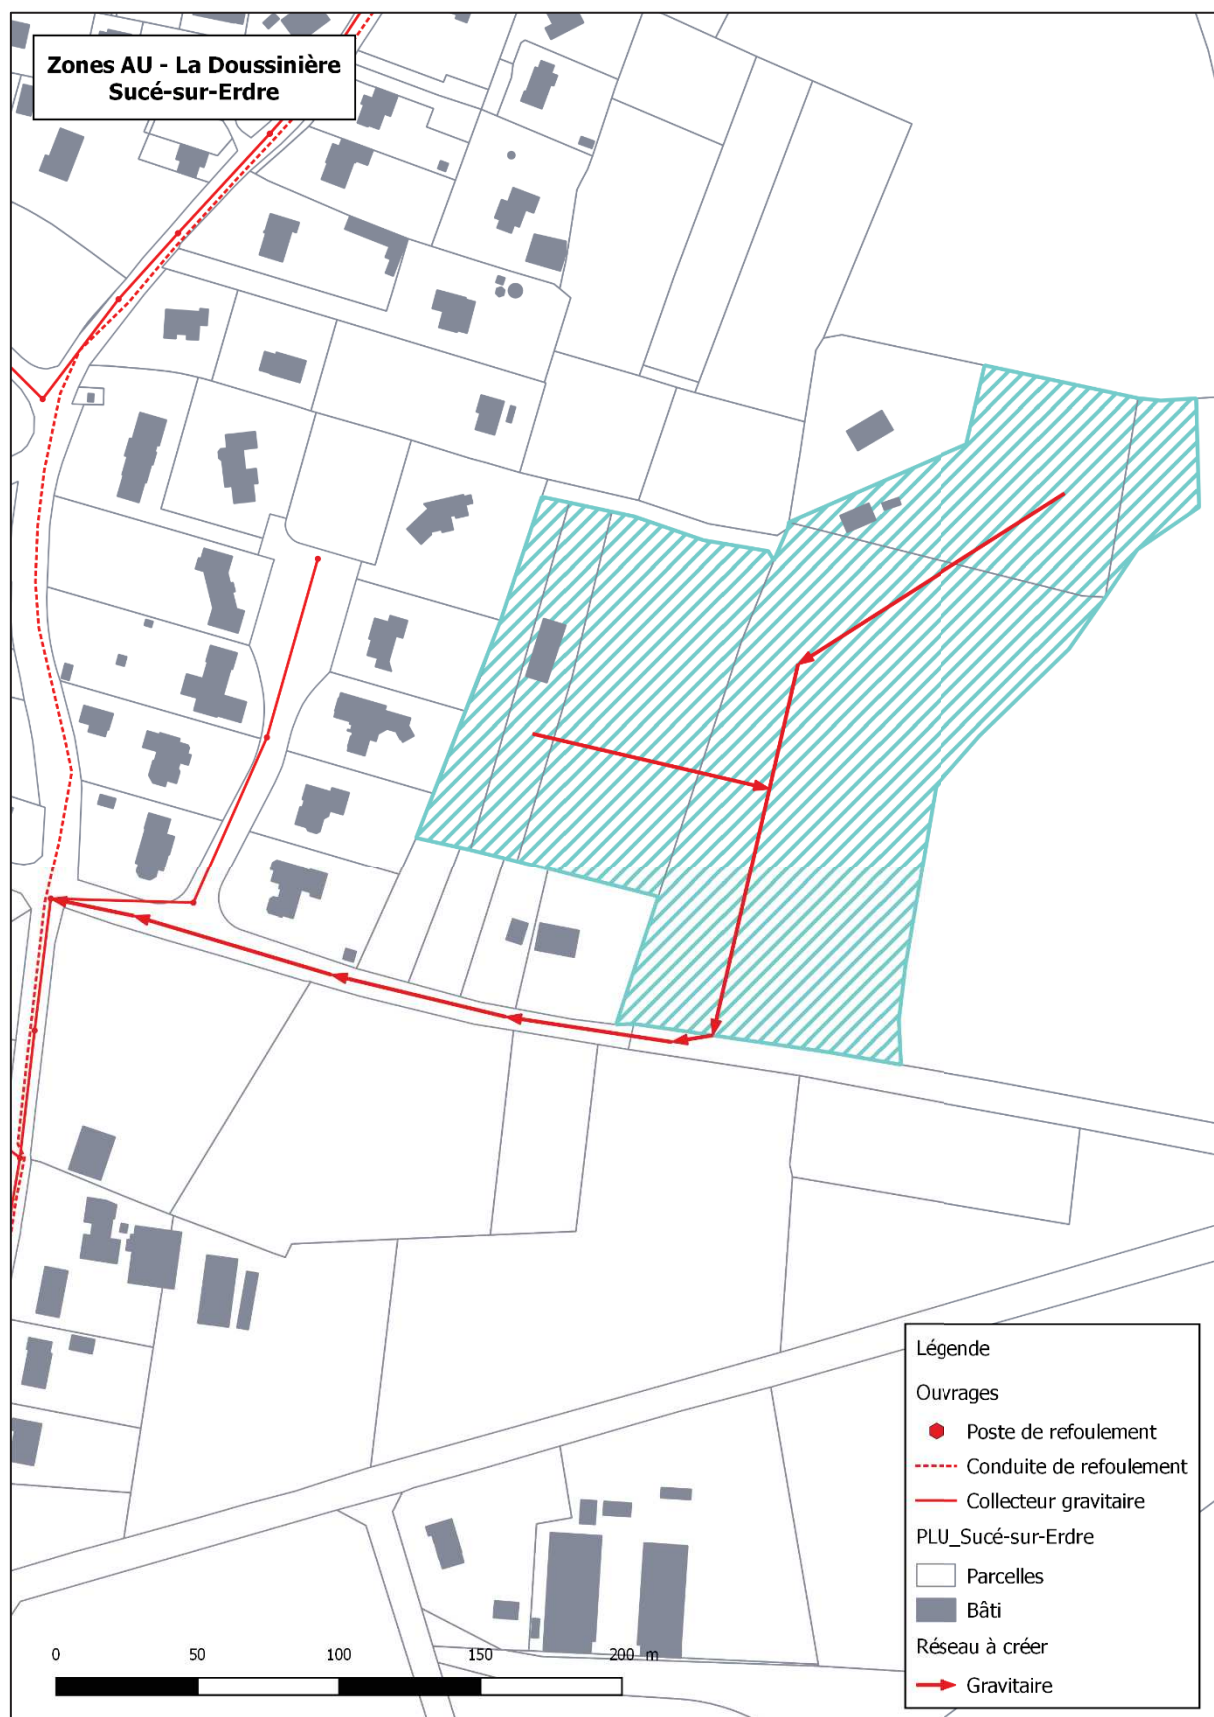 Zones AU - La Doussinière
Sucé-sur-Erdre
Légende
Ouvrages
Poste de refoulement
Conduite de refoulement
Collecteur gravitaire
PLU_Sucé-sur-Erdre
Parcelles
Bâti
Réseau à créer
Gravitaire
0 50 100 150 200 m